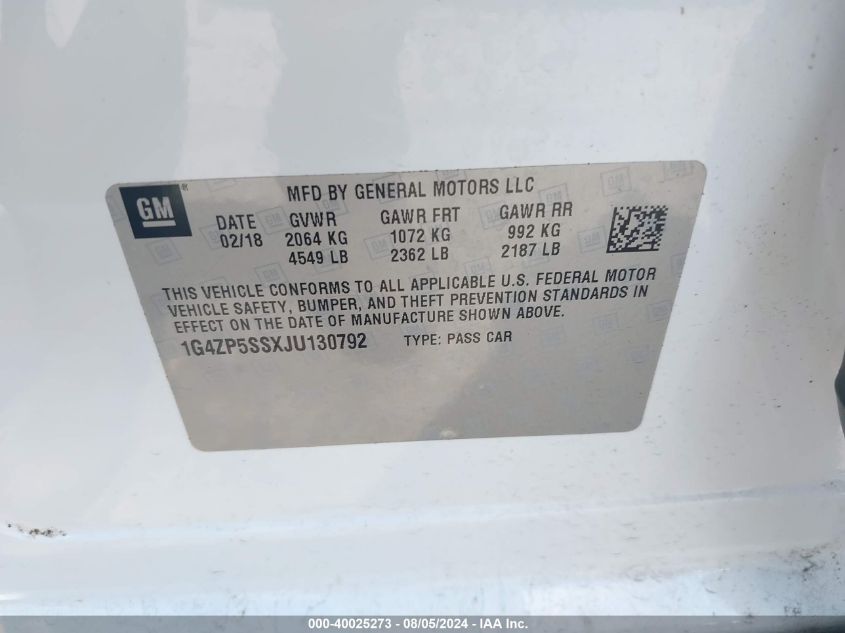 GM
MFD BY GENERAL MOTORS LLC
DATE GVWR GAWR FRT GAWR RR
02/18 2064 KG 1072 KG 992 KG
4549 LB 2362 LB 2187 LB
THIS VEHICLE CONFORMS TO ALL APPLICABLE U.S. FEDERAL MOTOR
VEHICLE SAFETY, BUMPER, AND THEFT PREVENTION STANDARDS IN
EFFECT ON THE DATE OF MANUFACTURE SHOWN ABOVE.
1G4ZP5SSXJU130792 TYPE: PASS CAR
000-40025273 - 08/05/2024 - IAA Inc.